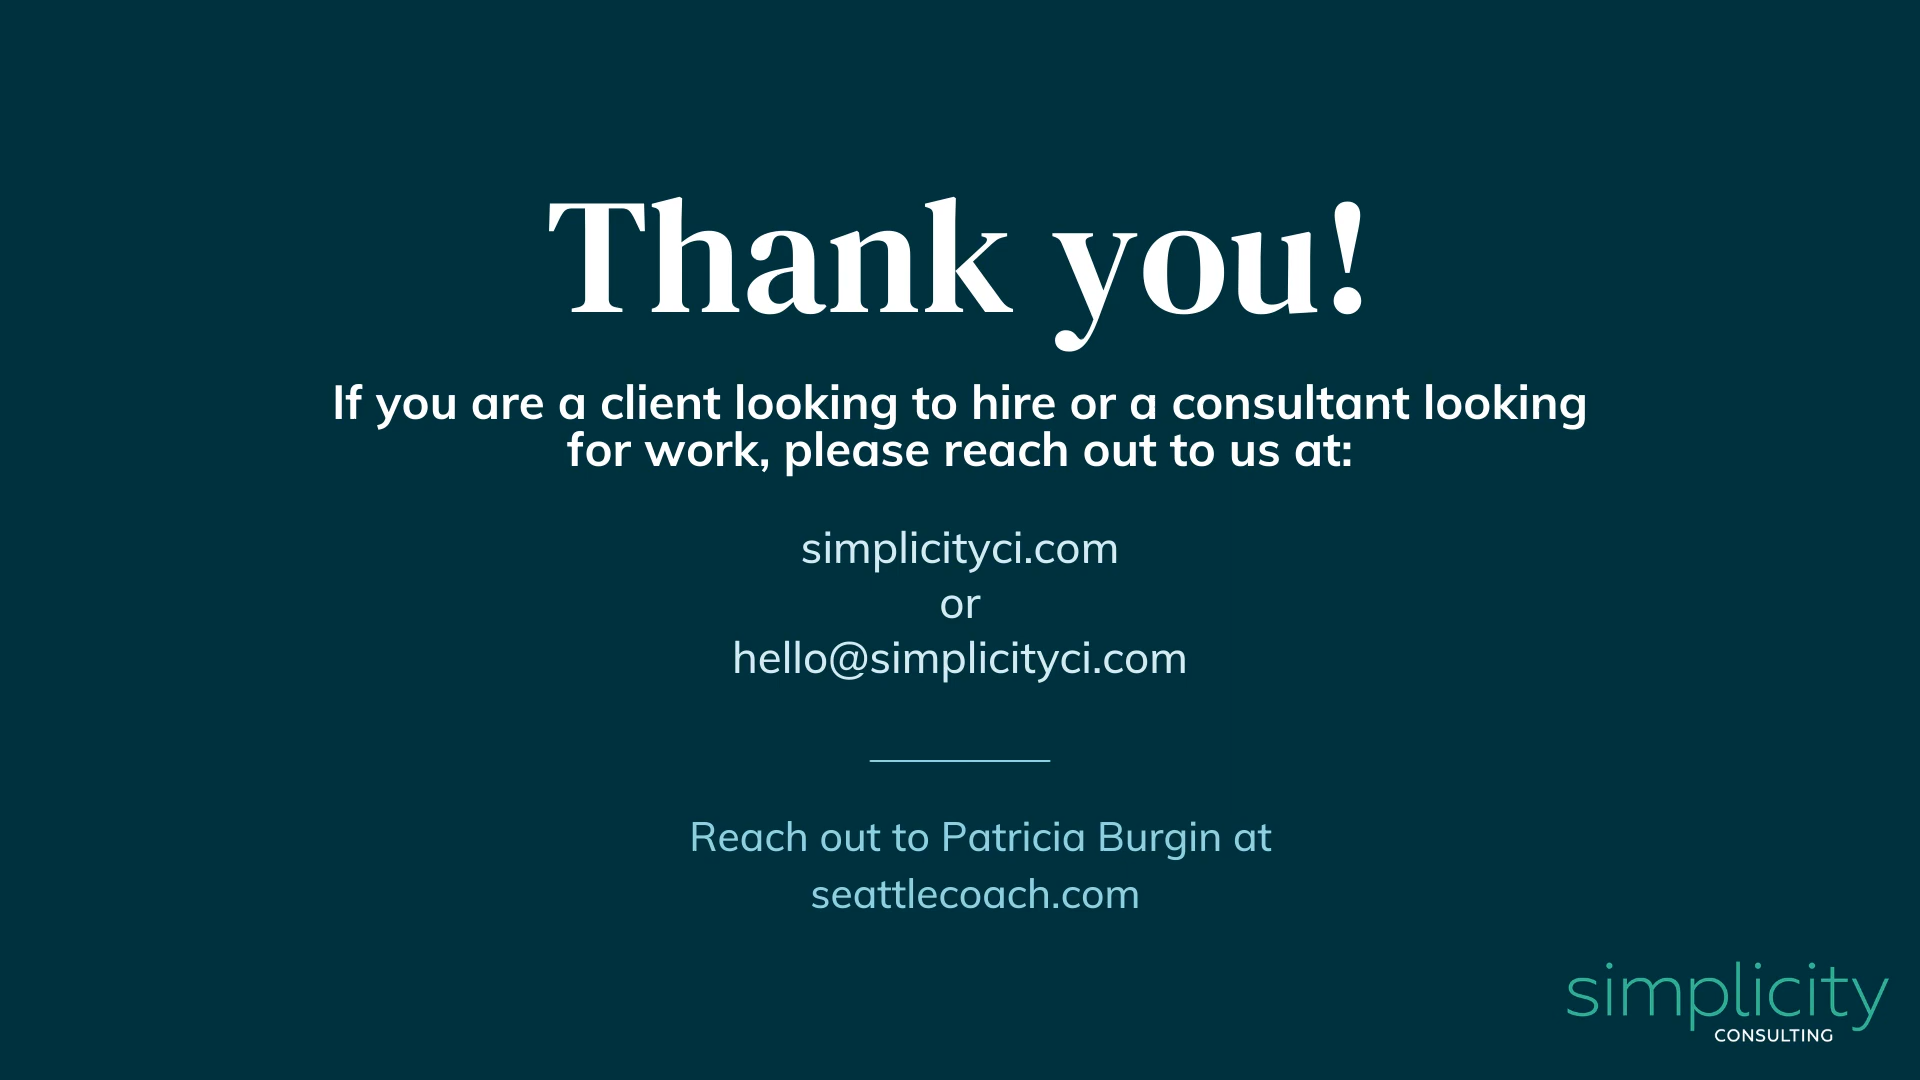 Thank you!
If you are a client looking to hire or a consultant looking
for work, please reach out to us at:
simplicityci.com
or
hello@simplicityci.com
Reach out to Patricia Burgin at
seattlecoach.com
simplicity
CONSULTING